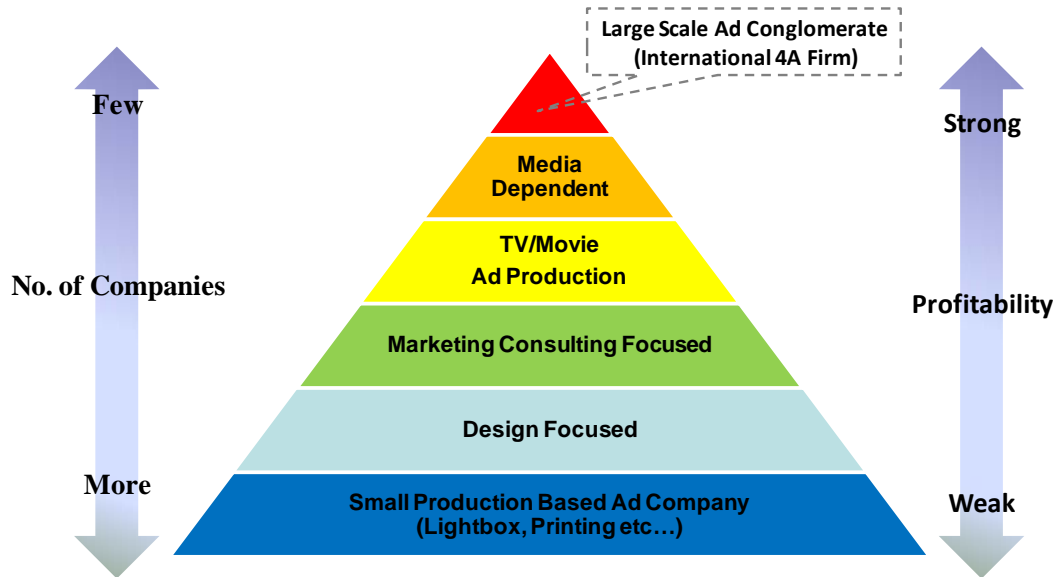 Large Scale Ad Conglomerate
(International 4A Firm)
Few
Strong
Media
Dependent
TV/Movie
Ad Production
No. of Companies
Profitability
Marketing Consulting Focused
Design Focused
More
Weak
Small Production Based Ad Company
(Lightbox, Printing etc…)